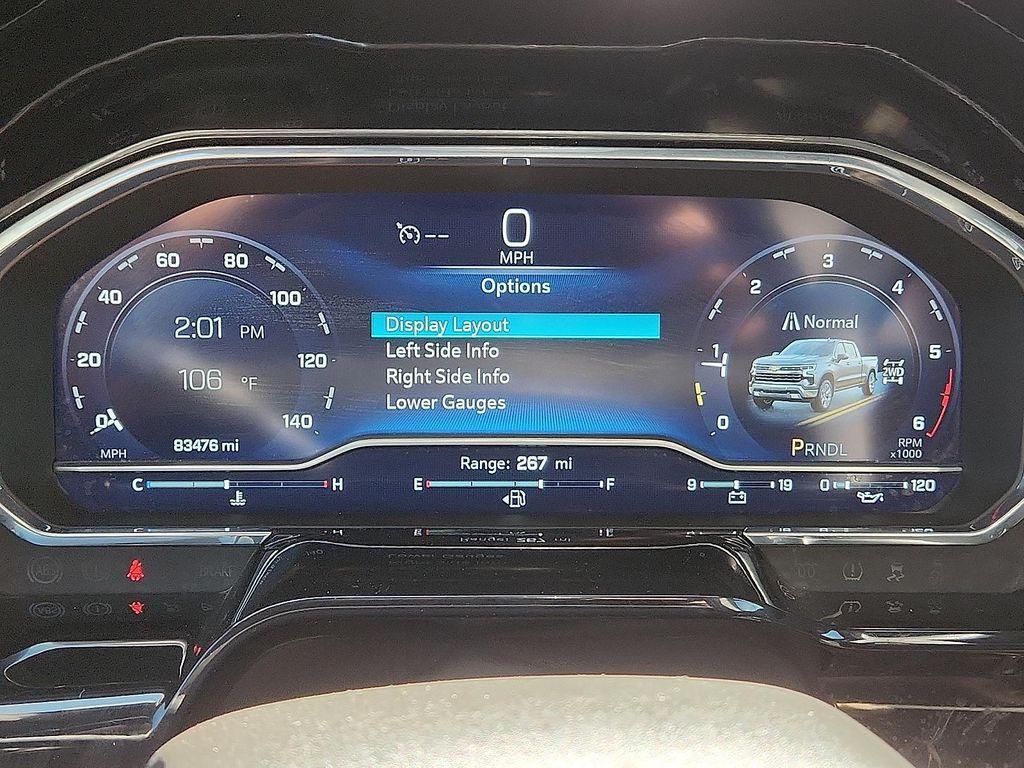 0
MPH
Options
Display Layout
Left Side Info
Right Side Info
Lower Gauges
0 20 40 60 80 100 120 140
2:01 PM
106 °F
83476 mi
MPH
0 1 2 3 4 5 6
Normal
2WD
PRNDL
RPM
x1000
Range: 267 mi
C H
E F
9 19
0 120
BRAKE